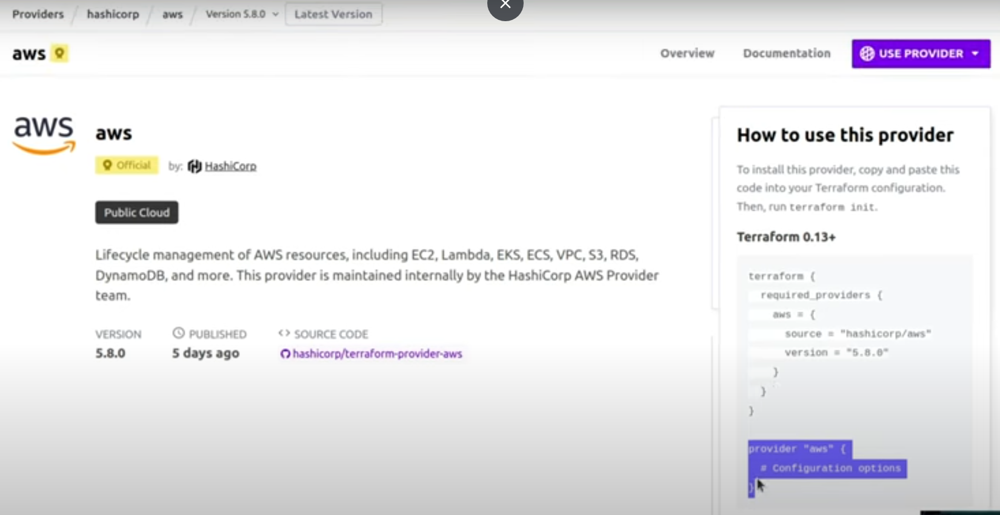 Providers / hashicorp / aws / Version 5.8.0 Latest Version
aws
Overview Documentation USE PROVIDER
aws
aws
Official by: HashiCorp
Public Cloud
Lifecycle management of AWS resources, including EC2, Lambda, EKS, ECS, VPC, S3, RDS,
DynamoDB, and more. This provider is maintained internally by the HashiCorp AWS Provider
team.
VERSION
5.8.0
PUBLISHED
5 days ago
<> SOURCE CODE
hashicorp/terraform-provider-aws
How to use this provider
To install this provider, copy and paste this
code into your Terraform configuration.
Then, run terraform init.
Terraform 0.13+
terraform {
required_providers {
aws = {
source = "hashicorp/aws"
version = "5.8.0"
}
}
}
provider "aws" {
# Configuration options
}